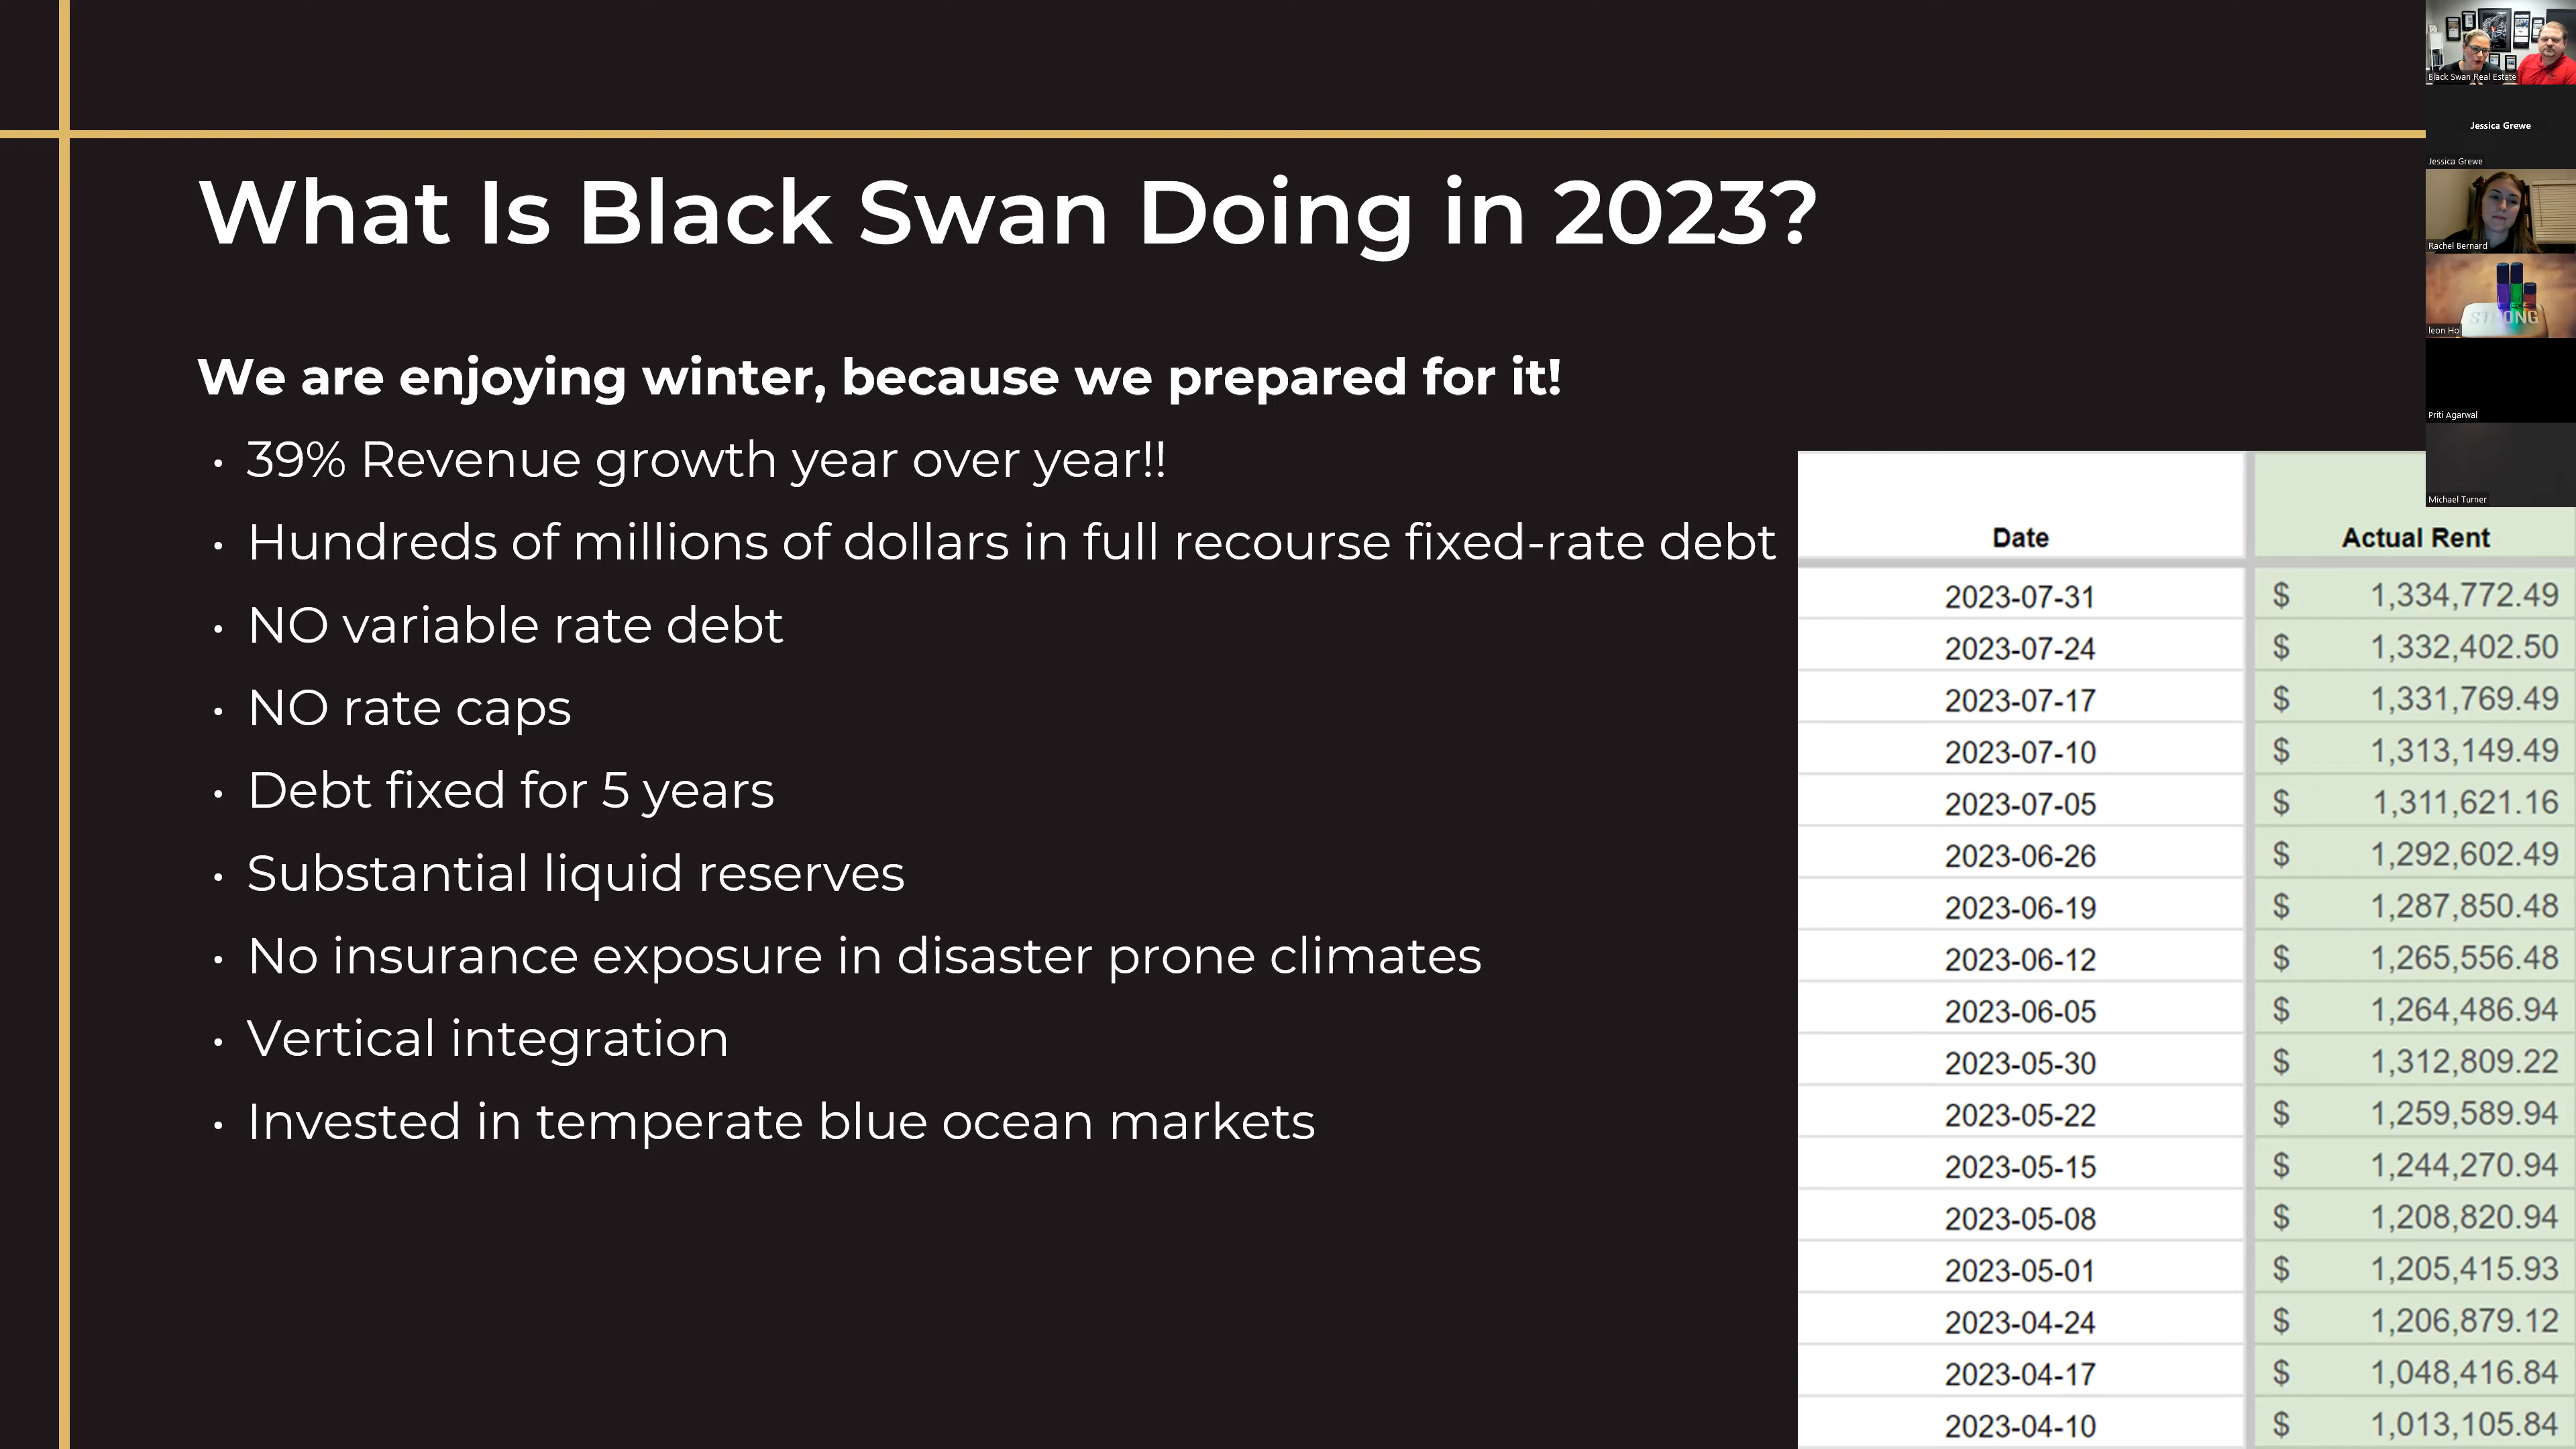 What Is Black Swan Doing in 2023?
We are enjoying winter, because we prepared for it!
• 39% Revenue growth year over year!!
• Hundreds of millions of dollars in full recourse fixed-rate debt
• NO variable rate debt
• NO rate caps
• Debt fixed for 5 years
• Substantial liquid reserves
• No insurance exposure in disaster prone climates
• Vertical integration
• Invested in temperate blue ocean markets
Date Actual Rent
2023-07-31 $ 1,334,772.49
2023-07-24 $ 1,332,402.50
2023-07-17 $ 1,331,769.49
2023-07-10 $ 1,313,149.49
2023-07-05 $ 1,311,621.16
2023-06-26 $ 1,292,602.49
2023-06-19 $ 1,287,850.48
2023-06-12 $ 1,265,556.48
2023-06-05 $ 1,264,486.94
2023-05-30 $ 1,312,809.22
2023-05-22 $ 1,259,589.94
2023-05-15 $ 1,244,270.94
2023-05-08 $ 1,208,820.94
2023-05-01 $ 1,205,415.93
2023-04-24 $ 1,206,879.12
2023-04-17 $ 1,048,416.84
2023-04-10 $ 1,013,105.84
Black Swan Real Estate
Jessica Grewe
Jessica Grewe
Rachel Bernard
STRONG
leon Ho
Priti Agarwal
Michael Turner